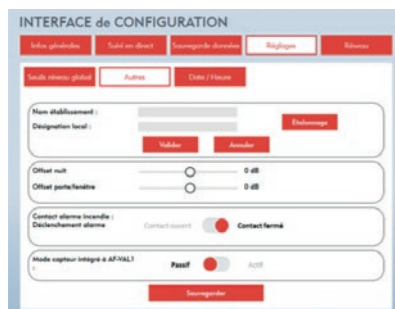 INTERFACE de CONFIGURATION
Infos générales Suivi en direct Sauvegarde données Réglages Réseau
Seuils niveau global Autres Date / Heure
Nom établissement :
Désignation local :
Etalonnage
Valider Annuler
Offset nuit 0 dB
Offset porte/fenêtre 0 dB
Contact alarme incendie :
Déclenchement alarme Contact ouvert Contact fermé
Mode capteur intégré à AF-VAL1
: Passif Actif
Sauvegarder